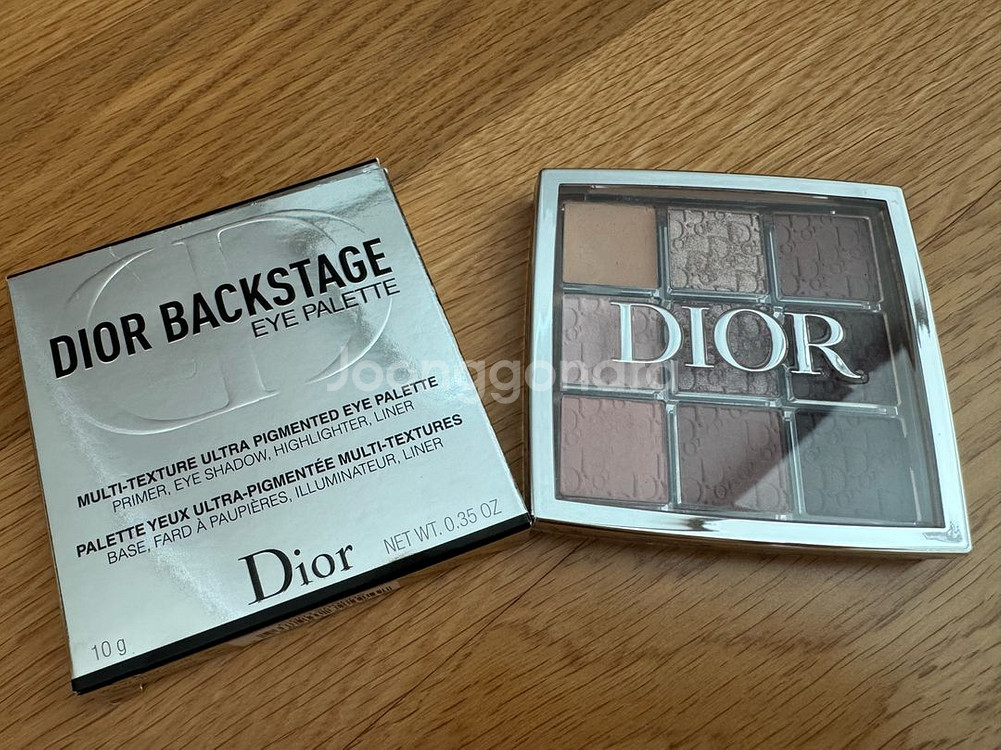 DIOR BACKSTAGE
EYE PALETTE
MULTI-TEXTURE ULTRA PIGMENTED EYE PALETTE
PRIMER, EYE SHADOW, HIGHLIGHTER, LINER
PALETTE YEUX ULTRA-PIGMENTÉE MULTI-TEXTURES
BASE, FARD À PAUPIÈRES, ILLUMINATEUR, LINER
Dior
NET WT. 0.35 OZ
10 g
DIOR
Joonggonara